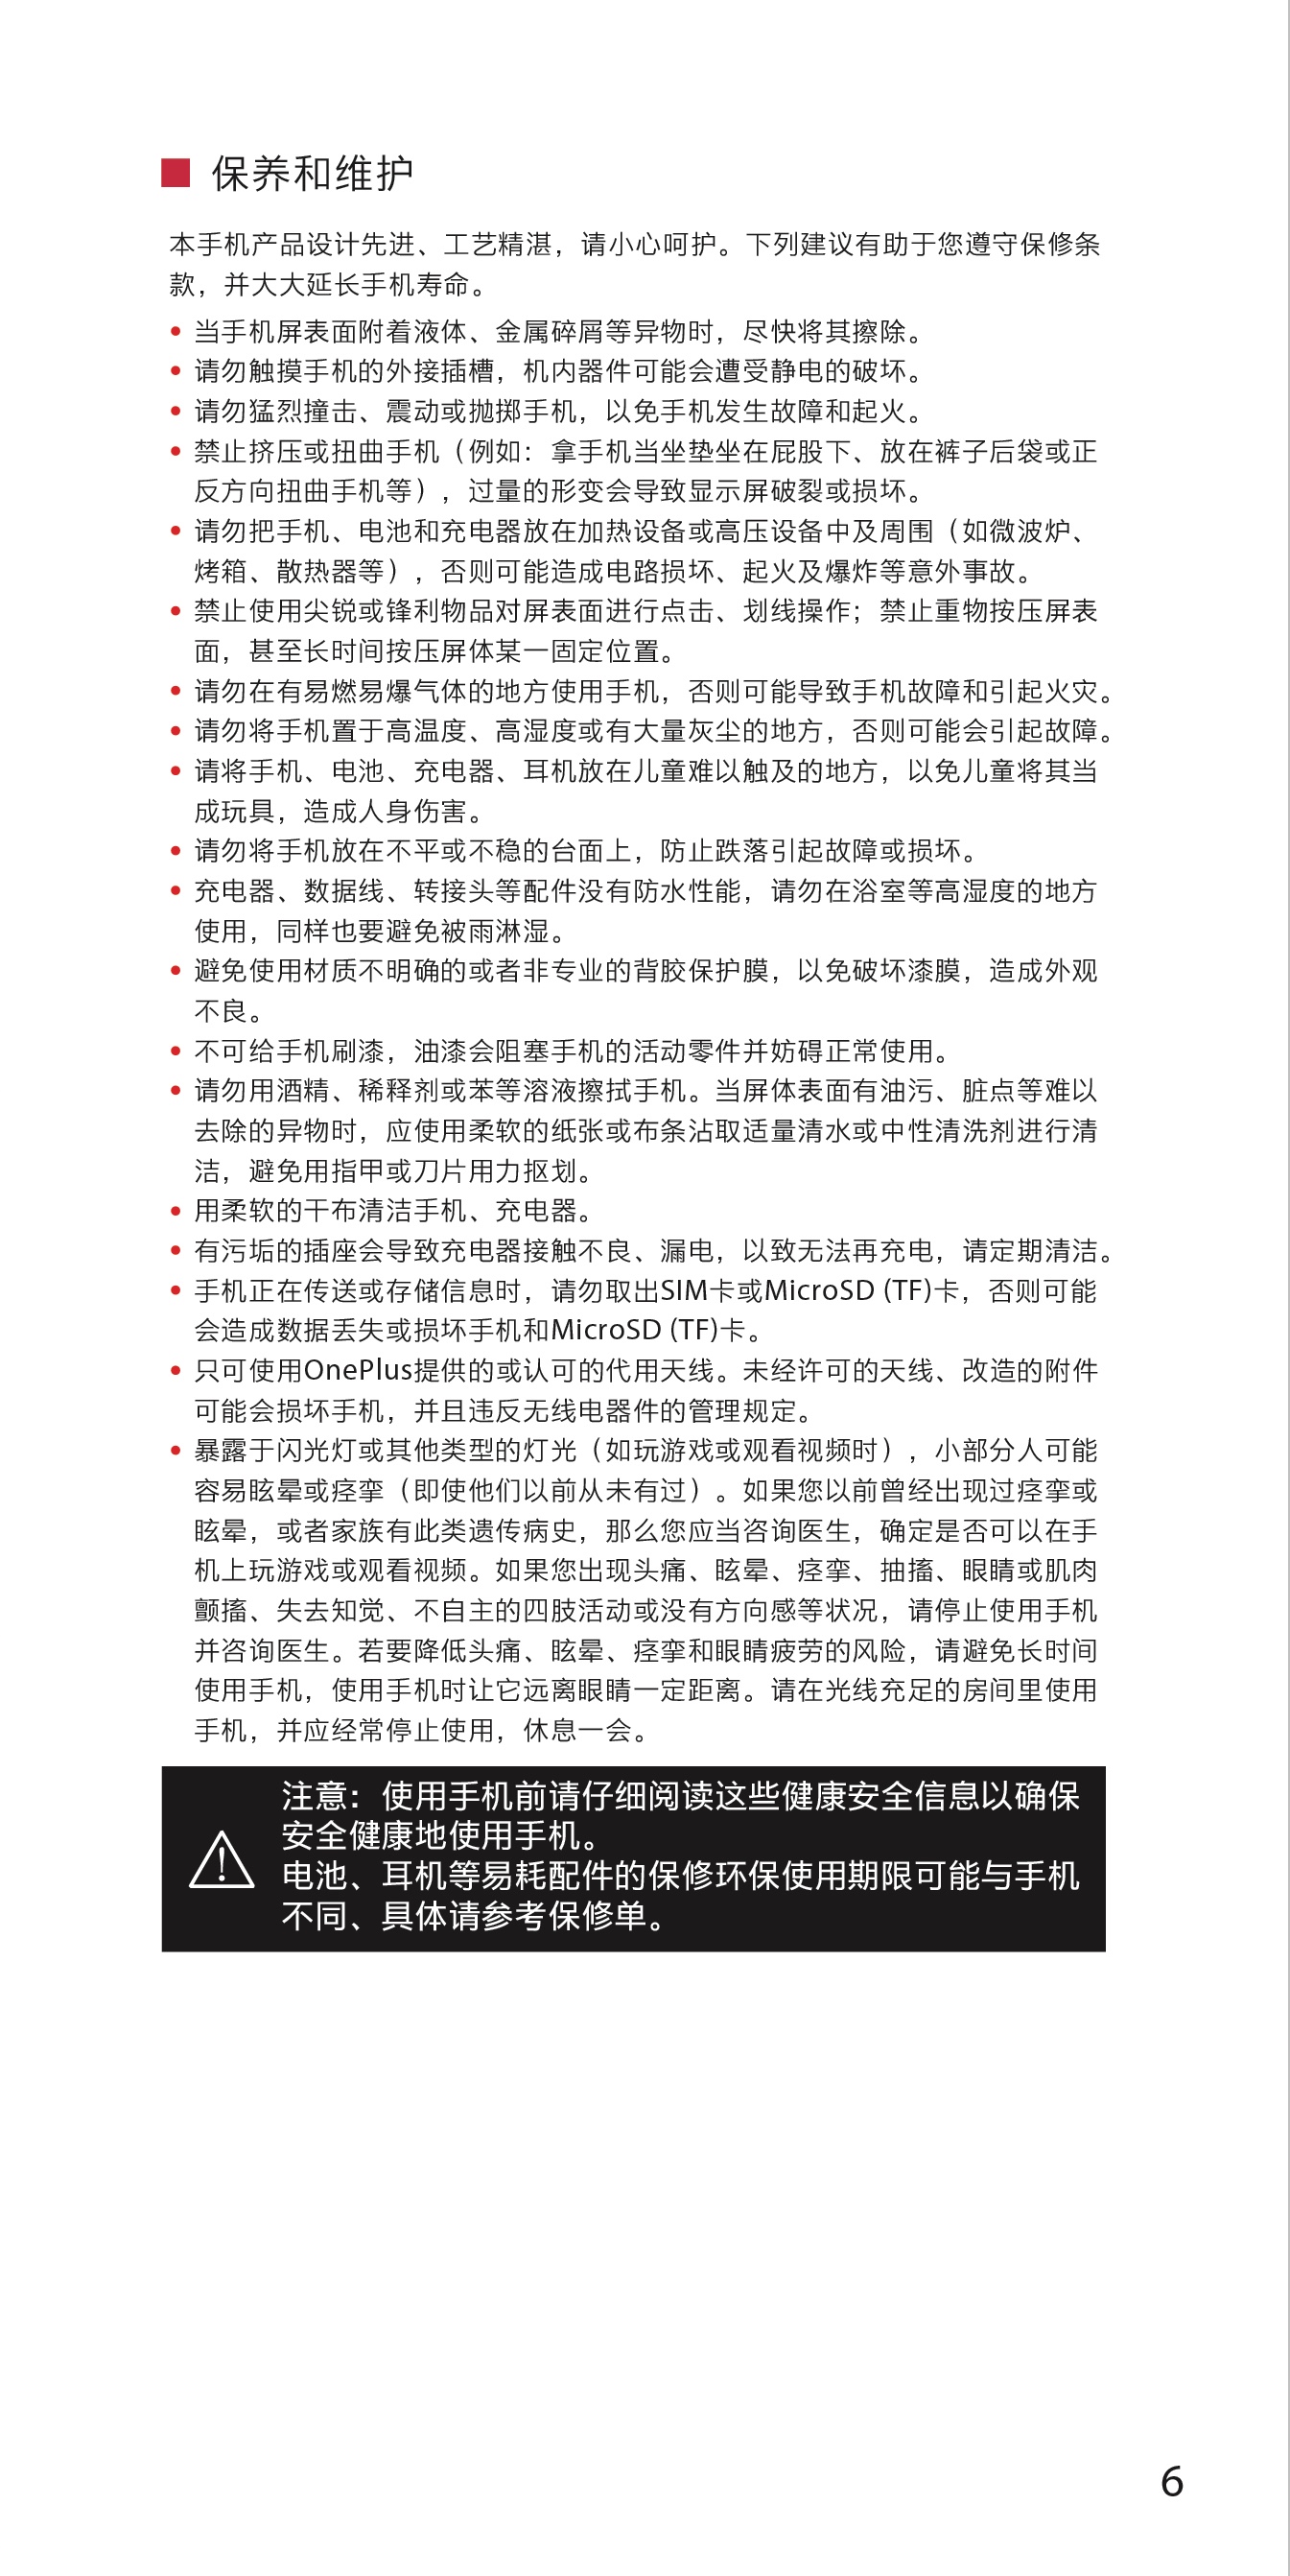 保养和维护
本手机产品设计先进、工艺精湛，请小心呵护。下列建议有助于您遵守保修条
款，并大大延长手机寿命。
• 当手机屏表面附着液体、金属碎屑等异物时，尽快将其擦除。
• 请勿触摸手机的外接插槽，机内器件可能会遭受静电的破坏。
• 请勿猛烈撞击、震动或抛掷手机，以免手机发生故障和起火。
• 禁止挤压或扭曲手机（例如：拿手机当坐垫坐在屁股下、放在裤子后袋或正
反方向扭曲手机等），过量的形变会导致显示屏破裂或损坏。
• 请勿把手机、电池和充电器放在加热设备或高压设备中及周围（如微波炉、
烤箱、散热器等），否则可能造成电路损坏、起火及爆炸等意外事故。
• 禁止使用尖锐或锋利物品对屏表面进行点击、划线操作；禁止重物按压屏表
面，甚至长时间按压屏体某一固定位置。
• 请勿在有易燃易爆气体的地方使用手机，否则可能导致手机故障和引起火灾。
• 请勿将手机置于高温度、高湿度或有大量灰尘的地方，否则可能会引起故障。
• 请将手机、电池、充电器、耳机放在儿童难以触及的地方，以免儿童将其当
成玩具，造成人身伤害。
• 请勿将手机放在不平或不稳的台面上，防止跌落引起故障或损坏。
• 充电器、数据线、转接头等配件没有防水性能，请勿在浴室等高湿度的地方
使用，同样也要避免被雨淋湿。
• 避免使用材质不明确的或者非专业的背胶保护膜，以免破坏漆膜，造成外观
不良。
• 不可给手机刷漆，油漆会阻塞手机的活动零件并妨碍正常使用。
• 请勿用酒精、稀释剂或苯等溶液擦拭手机。当屏体表面有油污、脏点等难以
去除的异物时，应使用柔软的纸张或布条沾取适量清水或中性清洗剂进行清
洁，避免用指甲或刀片用力抠划。
• 用柔软的干布清洁手机、充电器。
• 有污垢的插座会导致充电器接触不良、漏电，以致无法再充电，请定期清洁。
• 手机正在传送或存储信息时，请勿取出SIM卡或MicroSD (TF)卡，否则可能
会造成数据丢失或损坏手机和MicroSD (TF)卡。
• 只可使用OnePlus提供的或认可的代用天线。未经许可的天线、改造的附件
可能会损坏手机，并且违反无线电器件的管理规定。
• 暴露于闪光灯或其他类型的灯光（如玩游戏或观看视频时），小部分人可能
容易眩晕或痉挛（即使他们以前从未有过）。如果您以前曾经出现过痉挛或
眩晕，或者家族有此类遗传病史，那么您应当咨询医生，确定是否可以在手
机上玩游戏或观看视频。如果您出现头痛、眩晕、痉挛、抽搐、眼睛或肌肉
颤搐、失去知觉、不自主的四肢活动或没有方向感等状况，请停止使用手机
并咨询医生。若要降低头痛、眩晕、痉挛和眼睛疲劳的风险，请避免长时间
使用手机，使用手机时让它远离眼睛一定距离。请在光线充足的房间里使用
手机，并应经常停止使用，休息一会。
注意：使用手机前请仔细阅读这些健康安全信息以确保
安全健康地使用手机。
电池、耳机等易耗配件的保修环保使用期限可能与手机
不同、具体请参考保修单。
6